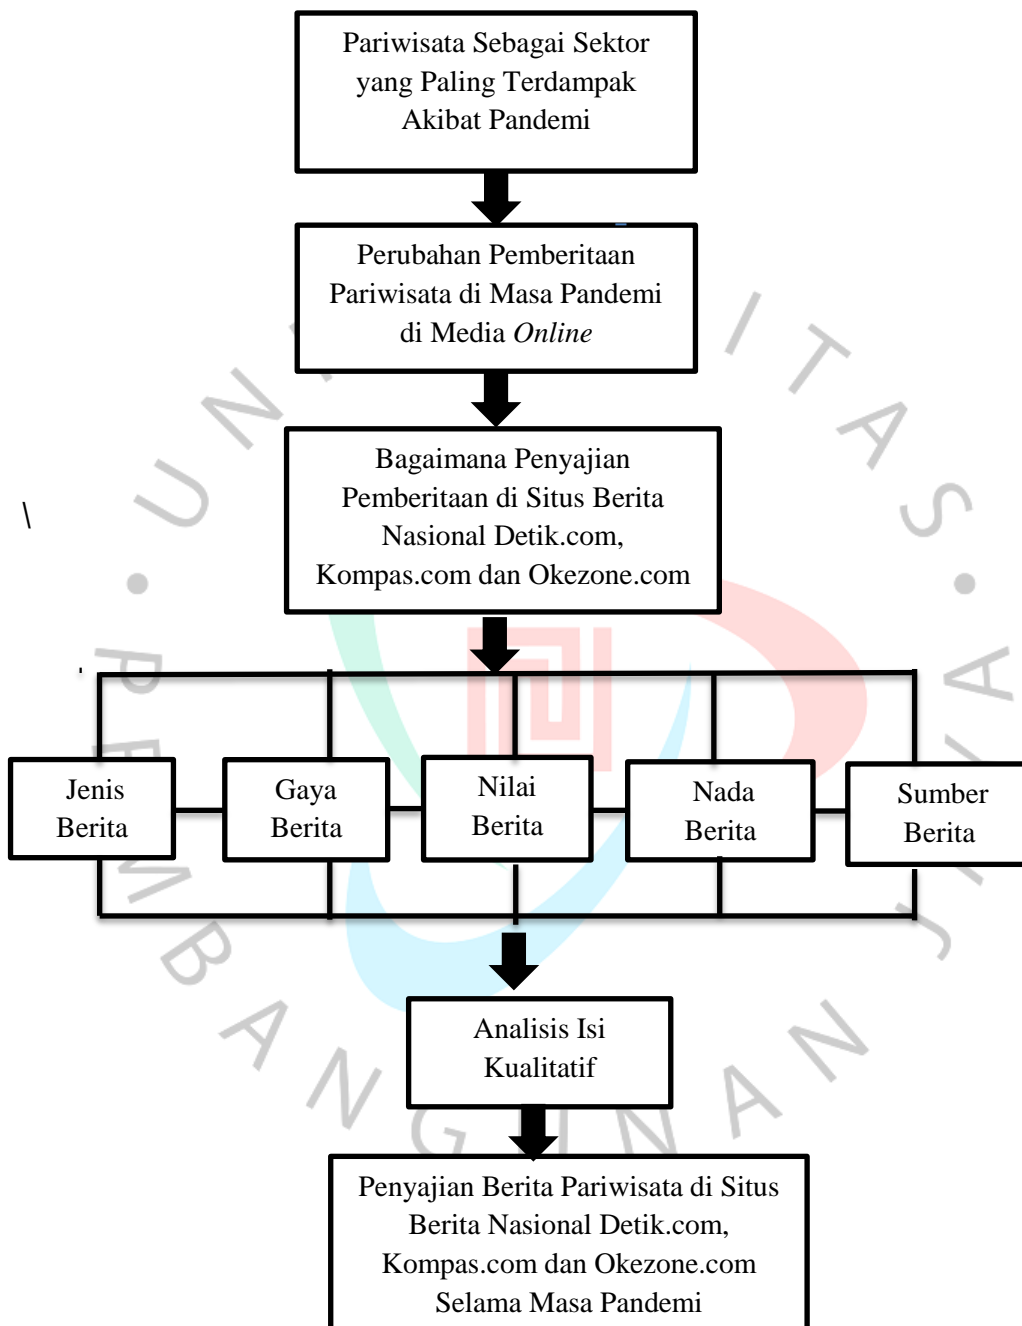 Pariwisata Sebagai Sektor
yang Paling Terdampak
Akibat Pandemi
Perubahan Pemberitaan
Pariwisata di Masa Pandemi
di Media Online
Bagaimana Penyajian
Pemberitaan di Situs Berita
Nasional Detik.com,
Kompas.com dan Okezone.com
\
Jenis
Berita
Gaya
Berita
Nilai
Berita
Nada
Berita
Sumber
Berita
Analisis Isi
Kualitatif
Penyajian Berita Pariwisata di Situs
Berita Nasional Detik.com,
Kompas.com dan Okezone.com
Selama Masa Pandemi